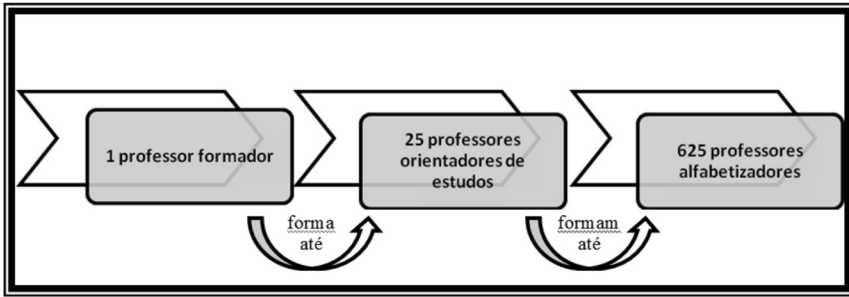 1 professor formador
25 professores
orientadores de
estudos
625 professores
alfabetizadores
forma
até
formam
até